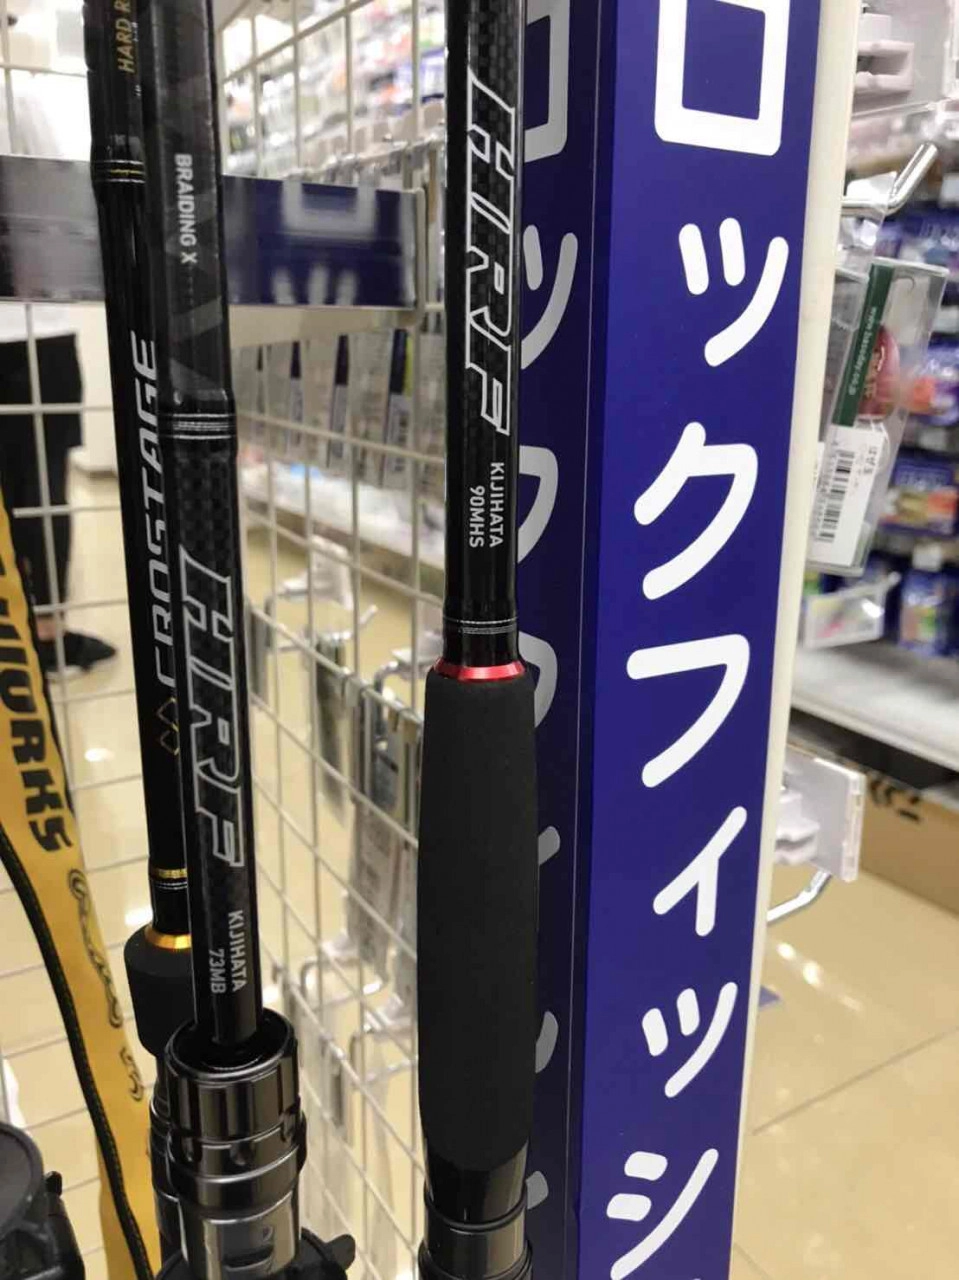 HARD R
BRAIDING X
CROSTAGE
HRF
KIJIHATA
73MB
HRF
KIJIHATA
90MHS
ロックフィッシ